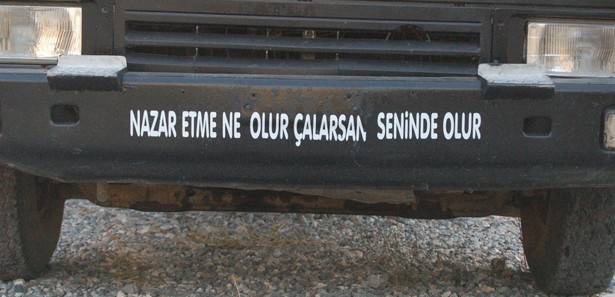 NAZAR ETME NE OLUR ÇALARSAN SENİNDE OLUR